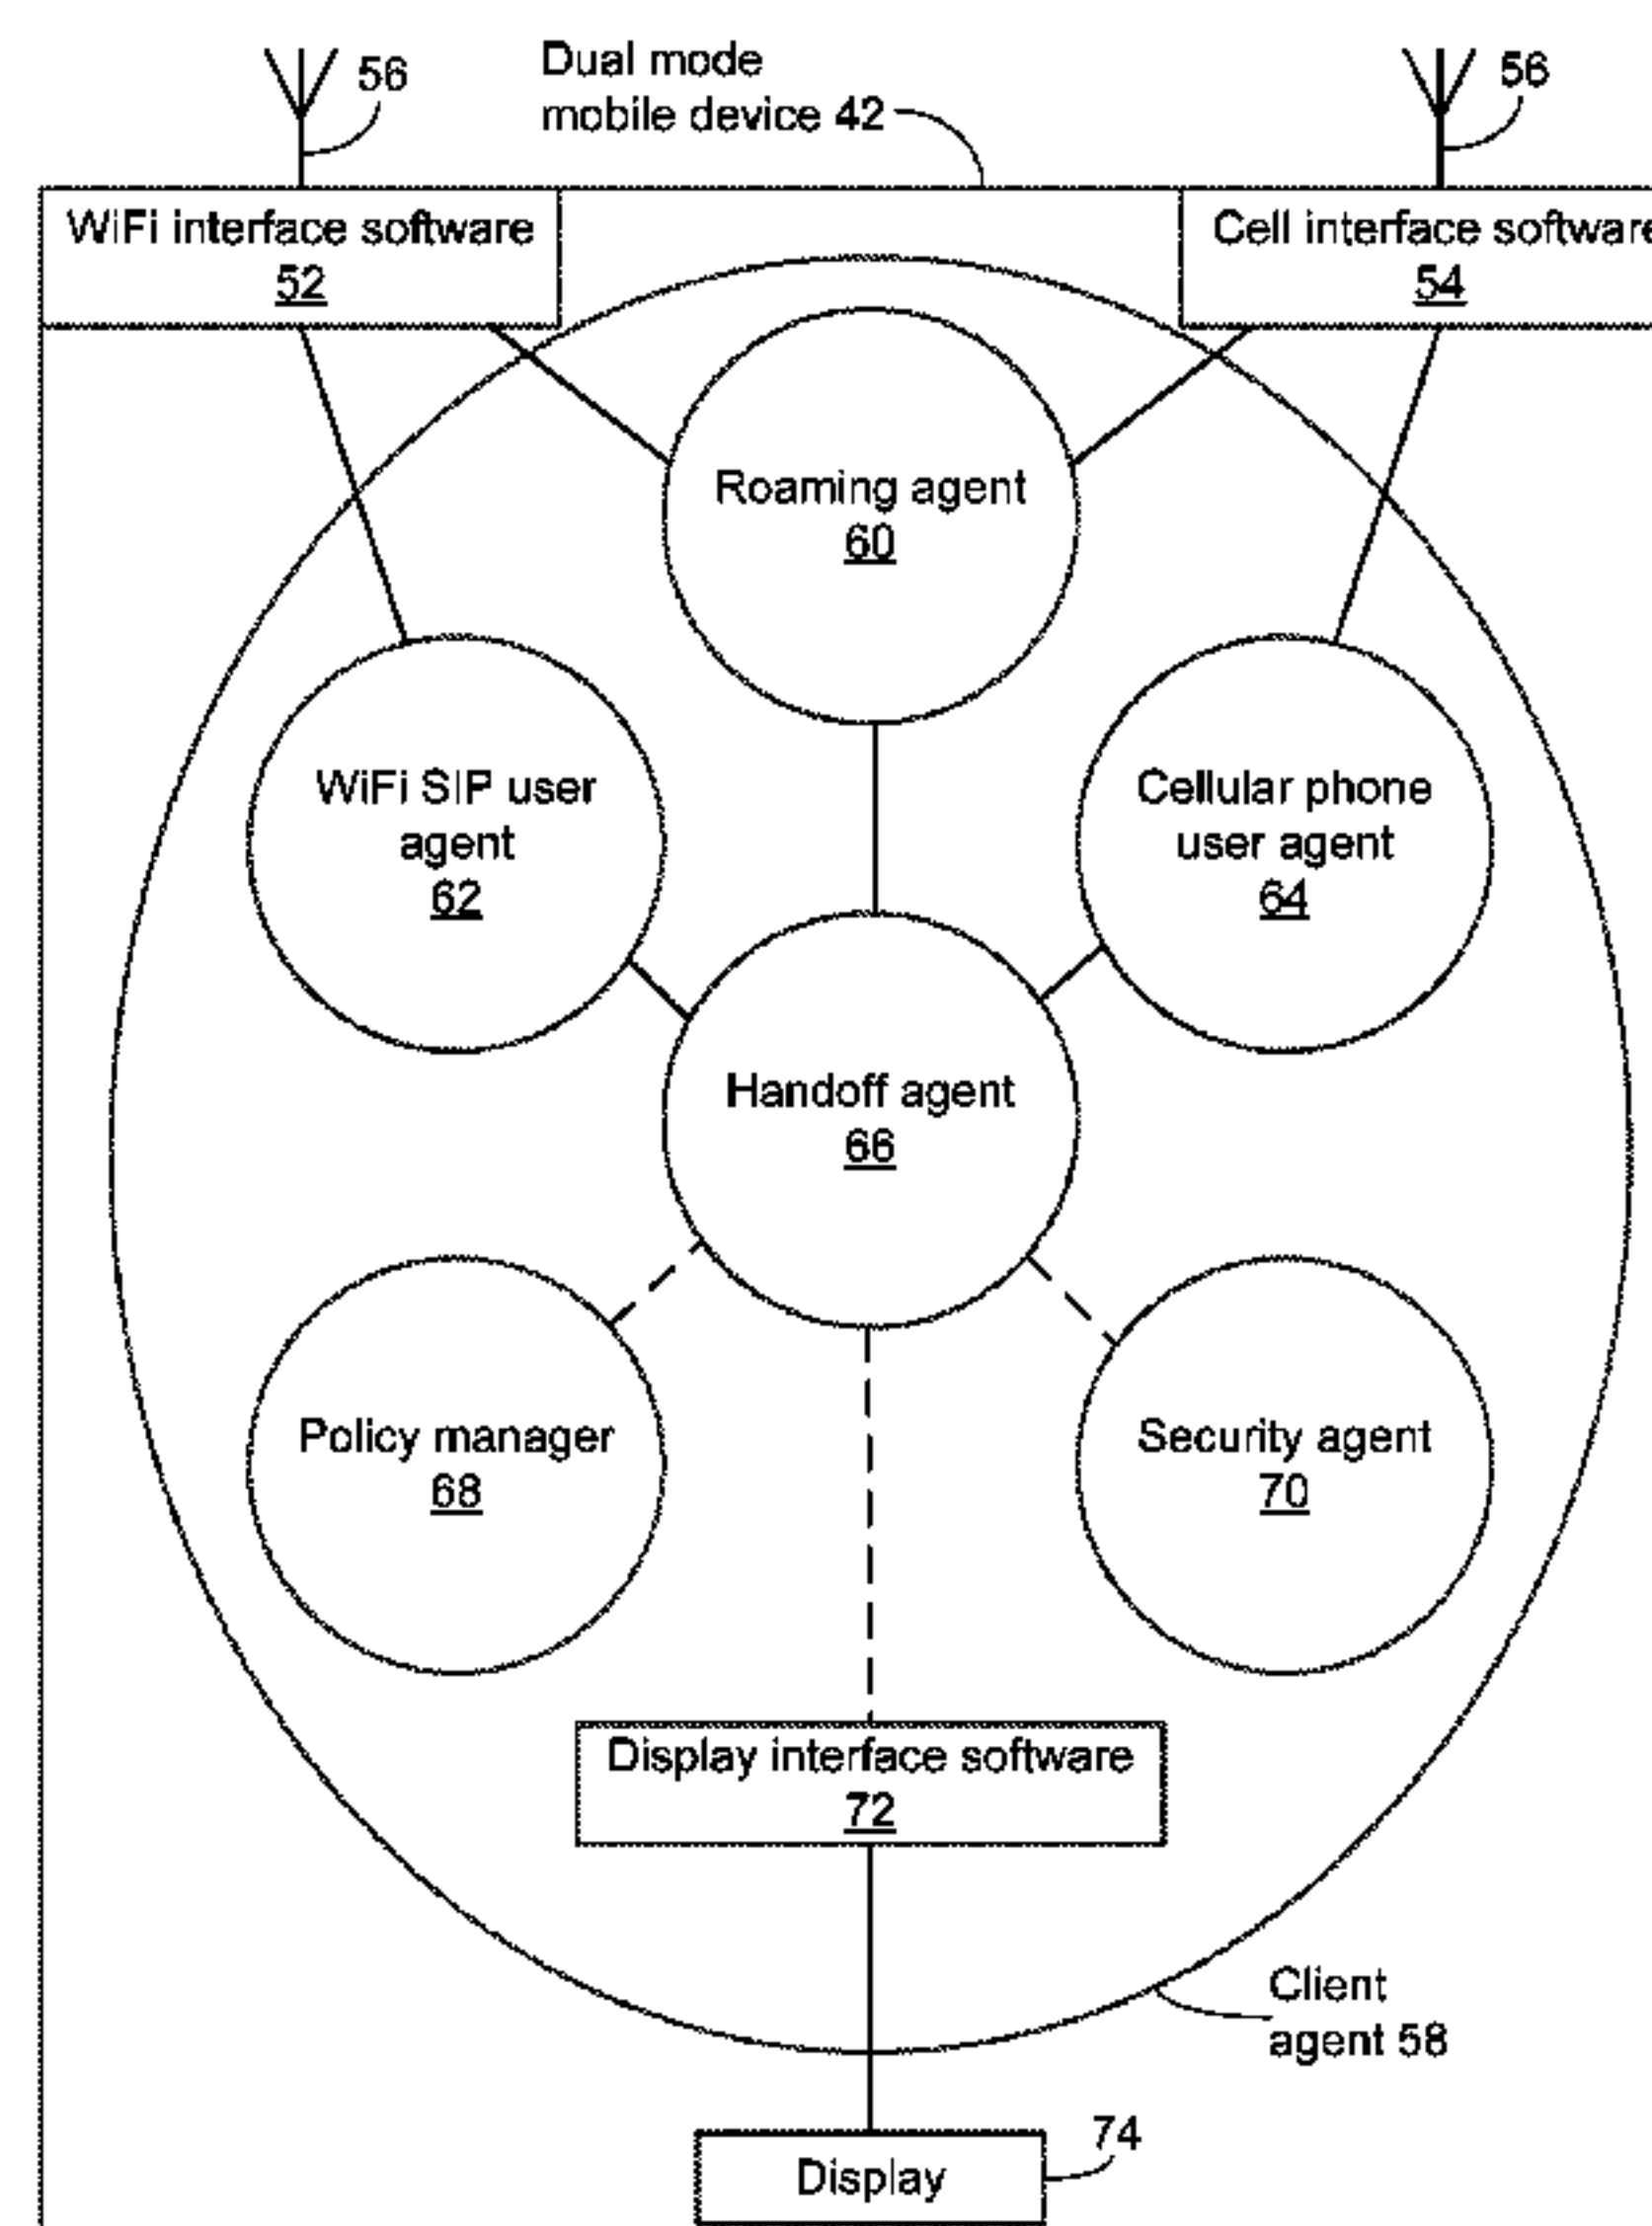 56
Dual mode
mobile device 42
56
WiFi interface software
52
Cell interface software
54
Roaming agent
60
WiFi SIP user
agent
62
Cellular phone
user agent
64
Handoff agent
66
Policy manager
68
Security agent
70
Display interface software
72
Client
agent 58
74
Display